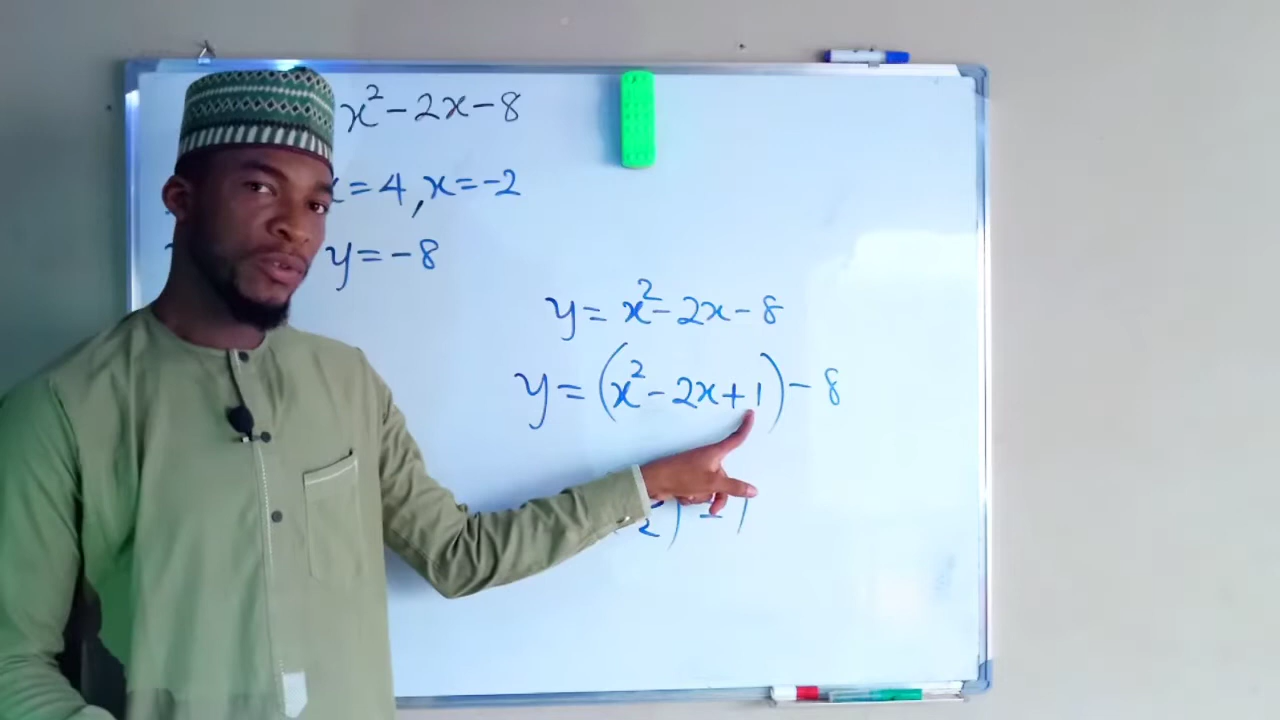 x²-2x-8
x=4, x=-2
y=-8
y=x²-2x-8
y=(x²-2x+1)-8